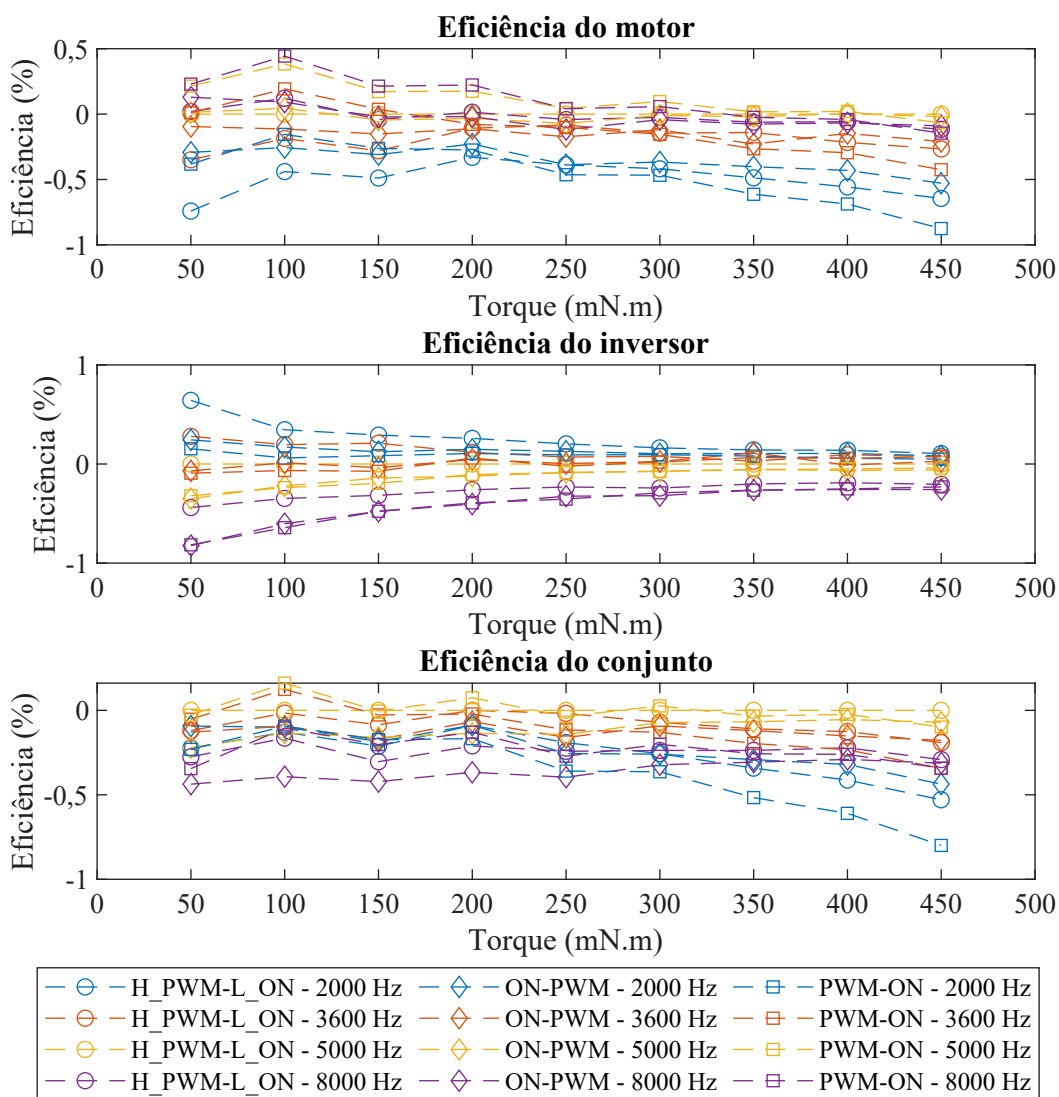 Eficiência do motor
0,5
0
-0,5
-1
Eficiência (%)
0 50 100 150 200 250 300 350 400 450 500
Torque (mN.m)
Eficiência do inversor
1
0
-1
Eficiência (%)
0 50 100 150 200 250 300 350 400 450 500
Torque (mN.m)
Eficiência do conjunto
0
-0,5
-1
Eficiência (%)
0 50 100 150 200 250 300 350 400 450 500
Torque (mN.m)
H_PWM-L_ON - 2000 Hz ON-PWM - 2000 Hz PWM-ON - 2000 Hz
H_PWM-L_ON - 3600 Hz ON-PWM - 3600 Hz PWM-ON - 3600 Hz
H_PWM-L_ON - 5000 Hz ON-PWM - 5000 Hz PWM-ON - 5000 Hz
H_PWM-L_ON - 8000 Hz ON-PWM - 8000 Hz PWM-ON - 8000 Hz